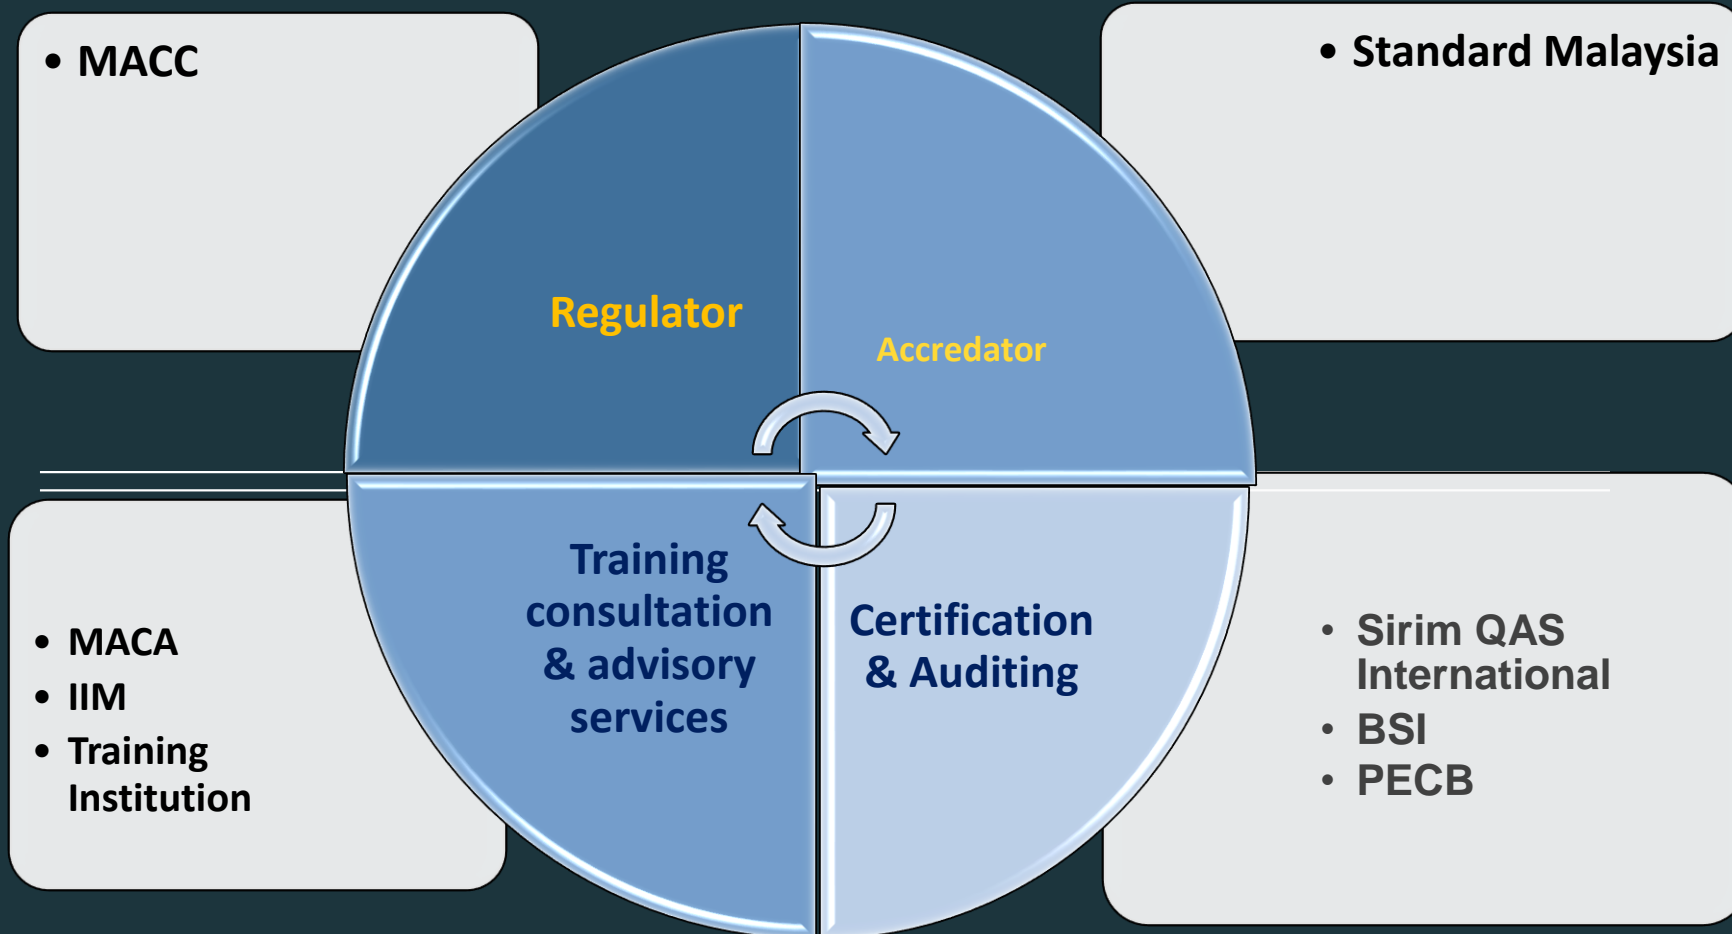 • MACC
• Standard Malaysia
Regulator
Accredator
Training
consultation
& advisory
services
Certification
& Auditing
• MACA
• IIM
• Training
Institution
• Sirim QAS
International
• BSI
• PECB